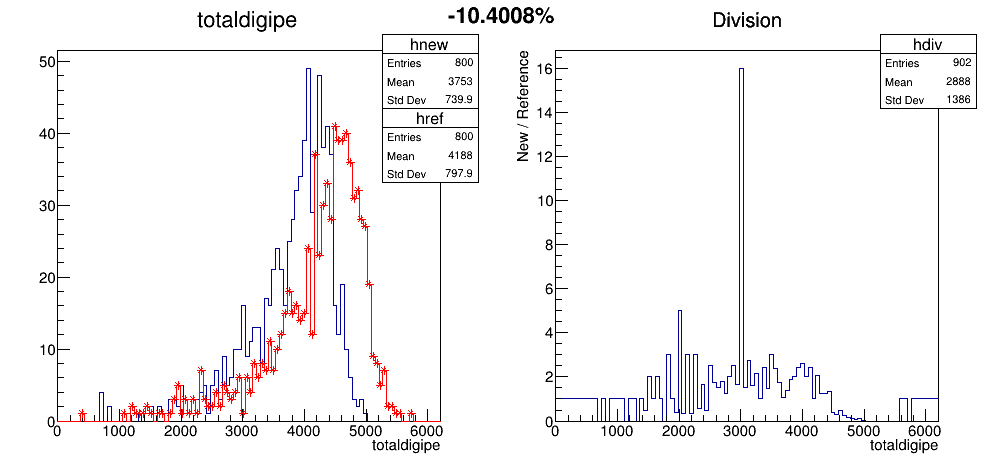 -10.4008%
totaldigipe
hnew
Entries 800
Mean 3753
Std Dev 739.9
href
Entries 800
Mean 4188
Std Dev 797.9
50
40
30
20
10
0
0 1000 2000 3000 4000 5000 6000
totaldigipe
Division
hdiv
Entries 902
Mean 2888
Std Dev 1386
New / Reference
16
14
12
10
8
6
4
2
0
0 1000 2000 3000 4000 5000 6000
totaldigipe